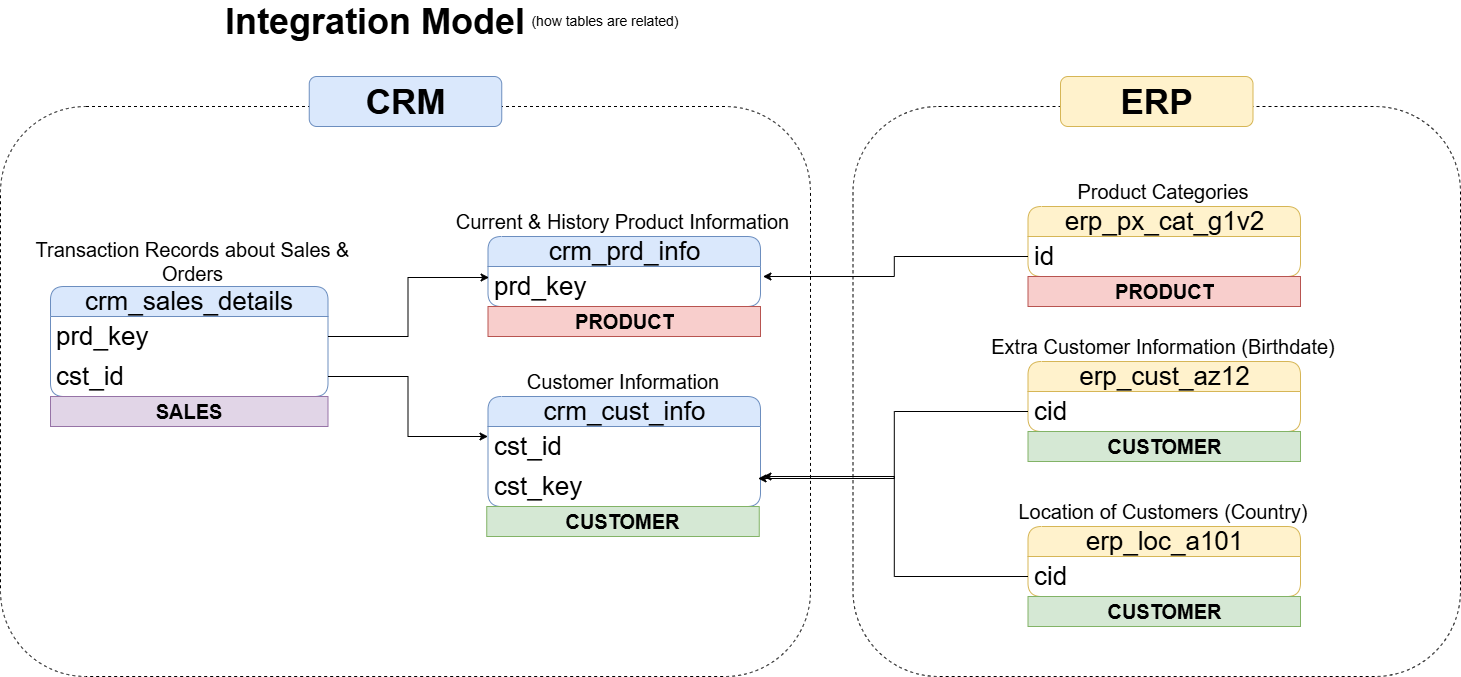 Integration Model (how tables are related)
CRM
Transaction Records about Sales &
Orders
crm_sales_details
prd_key
cst_id
SALES
Current & History Product Information
crm_prd_info
prd_key
PRODUCT
Customer Information
crm_cust_info
cst_id
cst_key
CUSTOMER
ERP
Product Categories
erp_px_cat_g1v2
id
PRODUCT
Extra Customer Information (Birthdate)
erp_cust_az12
cid
CUSTOMER
Location of Customers (Country)
erp_loc_a101
cid
CUSTOMER